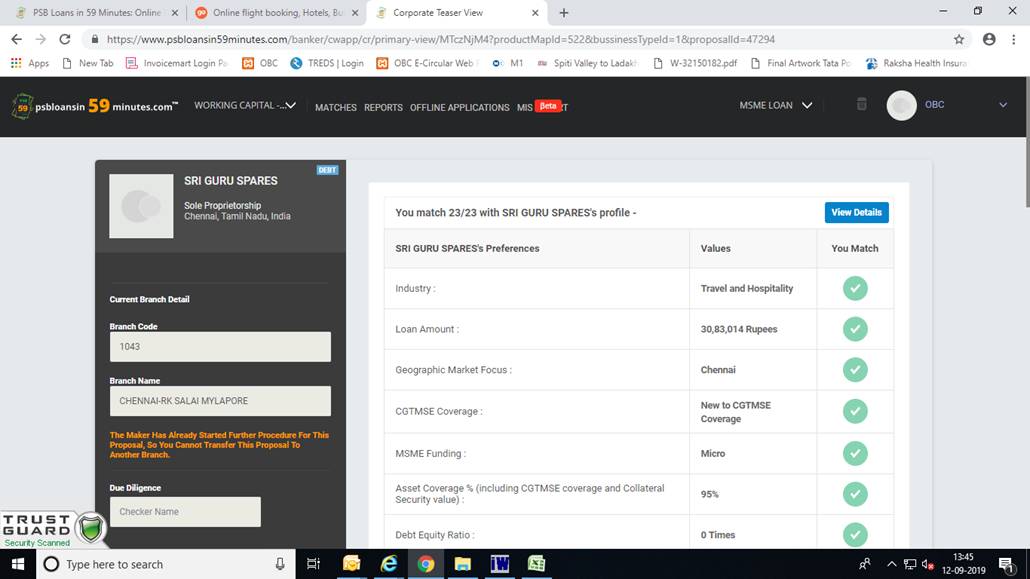 PSB Loans in 59 Minutes: Online
Online flight booking, Hotels, Bu
Corporate Teaser View
https://www.psbloansin59minutes.com/banker/cwapp/cr/primary-view/MTczNjM4?productMapId=522&bussinessTypeId=1&proposalId=47294
Apps
New Tab
Invoicemart Login Pa
OBC
TREDS | Login
OBC E-Circular Web
M1
Spiti Valley to Ladakh
W-32150182.pdf
Final Artwork Tata Po
Raksha Health Insura
psbloansin 59 minutes.com™
WORKING CAPITAL -...
MATCHES
REPORTS
OFFLINE APPLICATIONS
MIS
Beta
T
MSME LOAN
OBC
SRI GURU SPARES
DEBT
Sole Proprietorship
Chennai, Tamil Nadu, India
Current Branch Detail
Branch Code
1043
Branch Name
CHENNAI-RK SALAI MYLAPORE
The Maker Has Already Started Further Procedure For This
Proposal, So You Cannot Transfer This Proposal To
Another Branch.
Due Diligence
Checker Name
You match 23/23 with SRI GURU SPARES's profile -
View Details
SRI GURU SPARES's Preferences
Values
You Match
Industry :
Travel and Hospitality
Loan Amount :
30,83,014 Rupees
Geographic Market Focus :
Chennai
CGTMSE Coverage :
New to CGTMSE
Coverage
MSME Funding :
Micro
Asset Coverage % (including CGTMSE coverage and Collateral
Security value) :
95%
Debt Equity Ratio :
0 Times
TRUST
GUARD
Security Scanned
Type here to search
13:45
12-09-2019
1